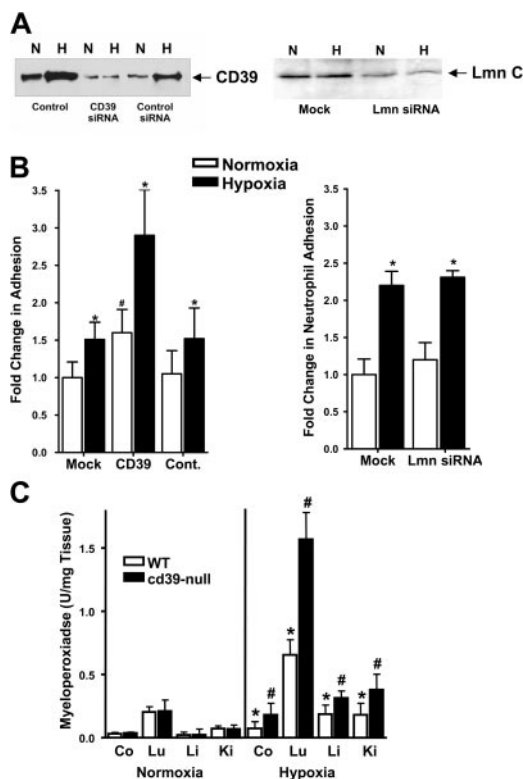 A
N H N H N H
CD39
Control CD39 siRNA Control siRNA
N H N H
Lmn C
Mock Lmn siRNA
B
Normoxia
Hypoxia
Fold Change in Adhesion
3.5
3.0
2.5
2.0
1.5
1.0
0.5
0.0
* # * *
Mock CD39 Cont.
Fold Change in Neutrophil Adhesion
3.5
3.0
2.5
2.0
1.5
1.0
0.5
0.0
* *
Mock Lmn siRNA
C
Myeloperoxiadse (U/mg Tissue)
1.5
1.0
0.5
0.0
WT
cd39-null
* # * # * # * #
Co Lu Li Ki Co Lu Li Ki
Normoxia Hypoxia